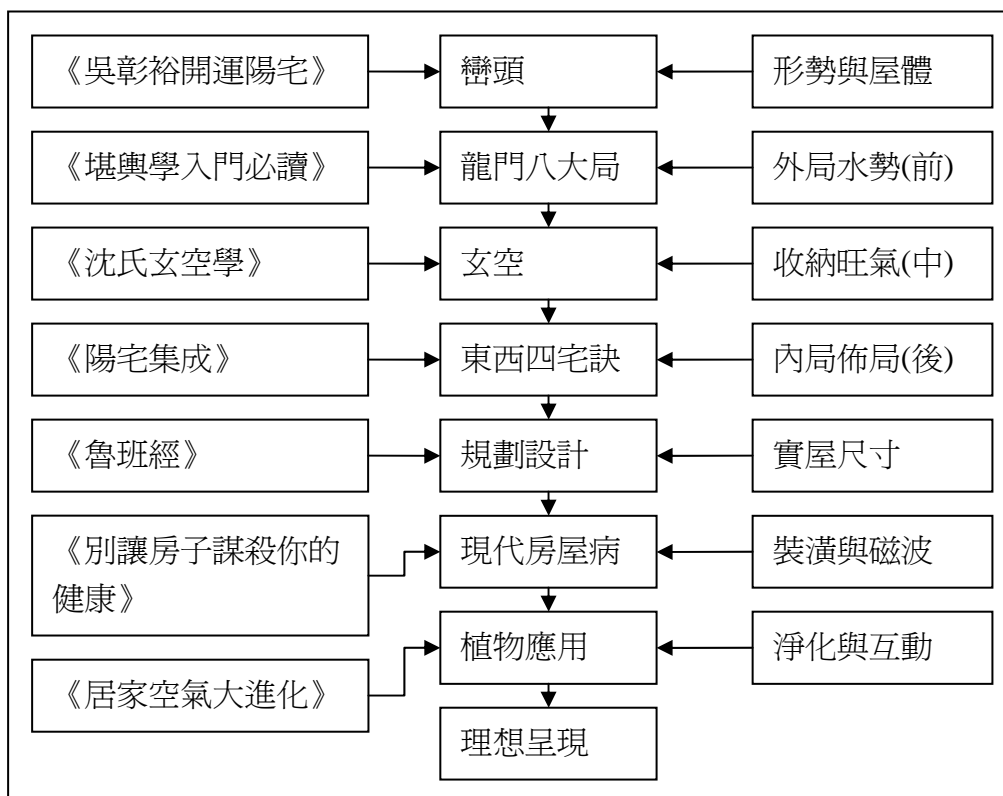 《吳彰裕開運陽宅》
巒頭
形勢與屋體
《堪輿學入門必讀》
龍門八大局
外局水勢(前)
《沈氏玄空學》
玄空
收納旺氣(中)
《陽宅集成》
東西四宅訣
內局佈局(後)
《魯班經》
規劃設計
實屋尺寸
《別讓房子謀殺你的
健康》
現代房屋病
裝潢與磁波
《居家空氣大進化》
植物應用
淨化與互動
理想呈現